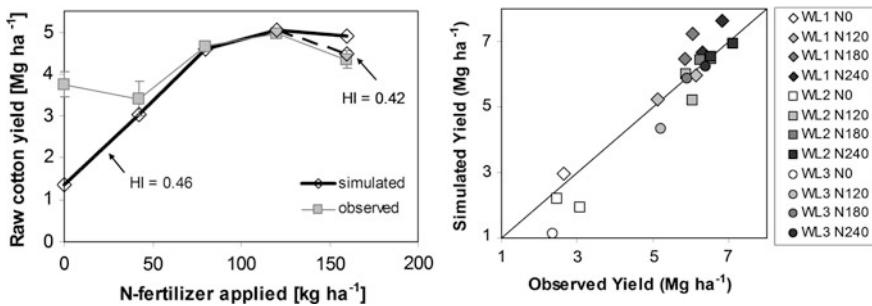 Raw cotton yield [Mg ha⁻¹]
6
5
4
3
2
1
0
HI = 0.42
HI = 0.46
simulated
observed
0 50 100 150 200
N-fertilizer applied [kg ha⁻¹]
Simulated Yield (Mg ha⁻¹)
7
5
3
1
1 3 5 7
Observed Yield (Mg ha⁻¹)
WL1 N0
WL1 N120
WL1 N180
WL1 N240
WL2 N0
WL2 N120
WL2 N180
WL2 N240
WL3 N0
WL3 N120
WL3 N180
WL3 N240